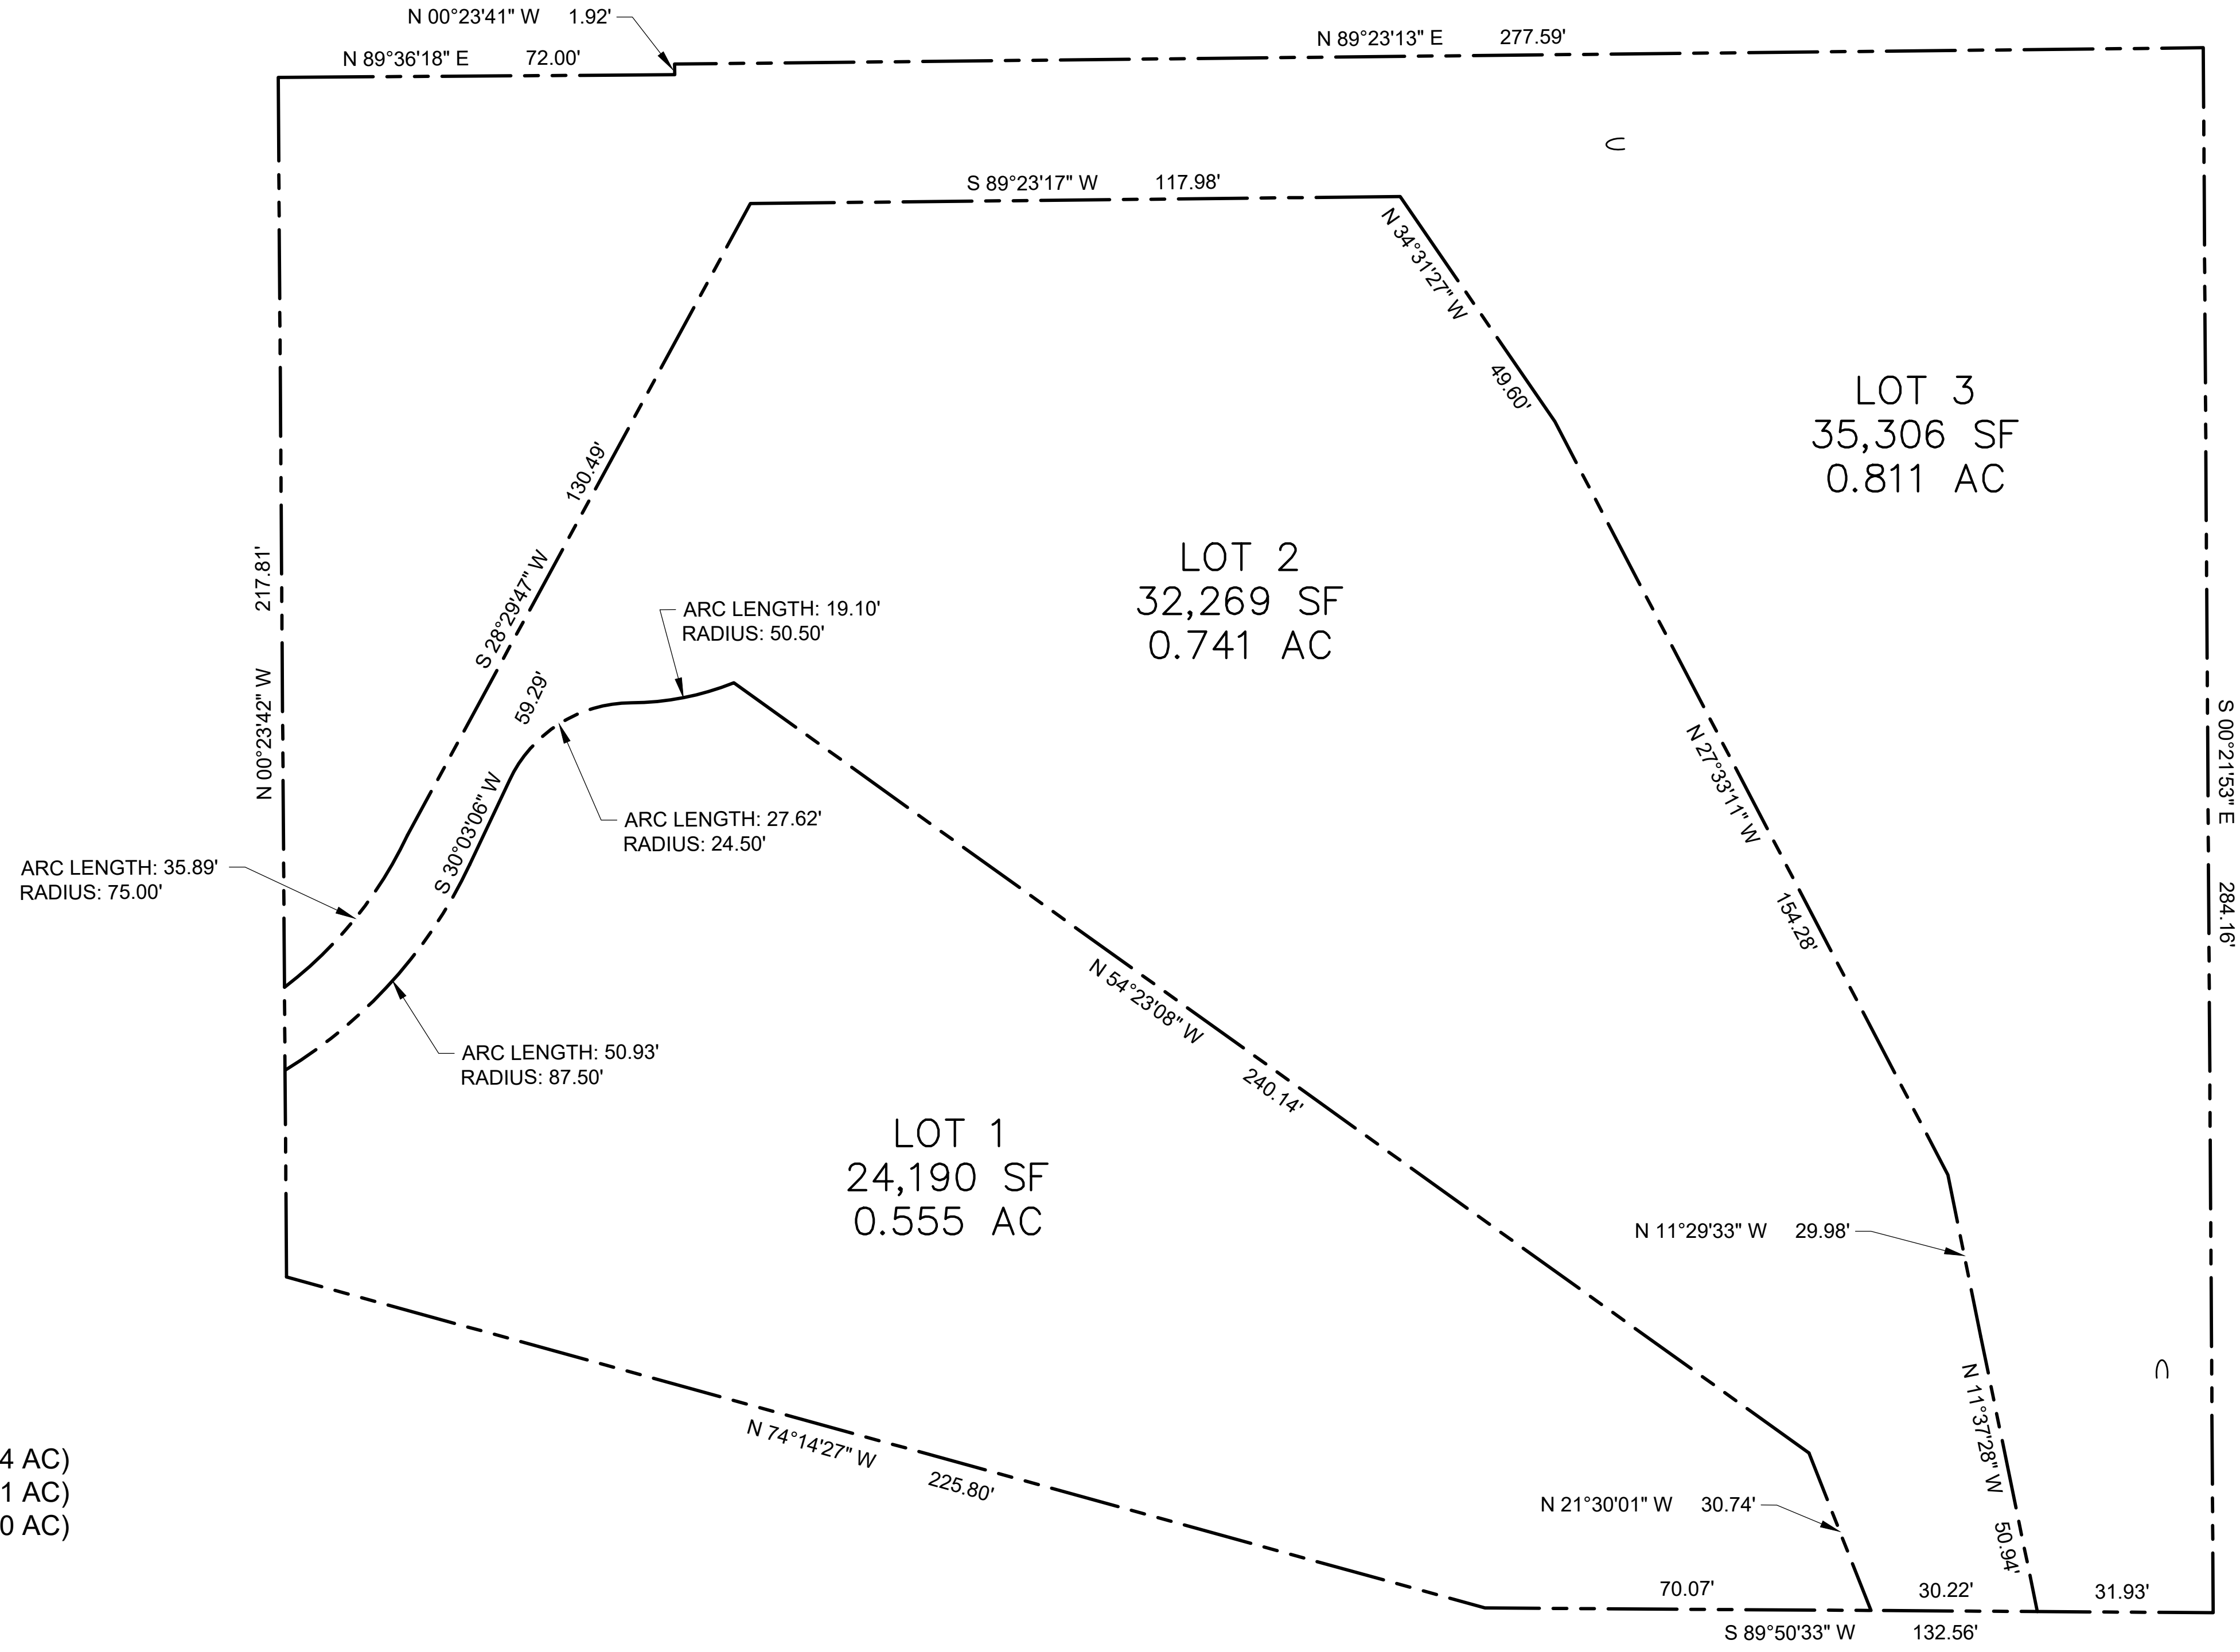 N 00°23'41" W 1.92'
N 89°36'18" E 72.00'
N 89°23'13" E 277.59'
S 89°23'17" W 117.98'
N 34°31'27" W 49.60'
LOT 3
35,306 SF
0.811 AC
130.49'
S 28°29'47" W
N 00°23'42" W 217.81'
LOT 2
32,269 SF
0.741 AC
ARC LENGTH: 19.10'
RADIUS: 50.50'
59.29'
S 30°03'06" W
ARC LENGTH: 27.62'
RADIUS: 24.50'
N 27°33'11" W 154.28'
S 00°21'53" E 284.16'
ARC LENGTH: 35.89'
RADIUS: 75.00'
N 54°23'08" W 240.14'
ARC LENGTH: 50.93'
RADIUS: 87.50'
LOT 1
24,190 SF
0.555 AC
N 11°29'33" W 29.98'
N 11°37'28" W 50.94'
N 74°14'27" W 225.80'
4 AC)
1 AC)
0 AC)
N 21°30'01" W 30.74'
70.07' 30.22' 31.93'
S 89°50'33" W 132.56'